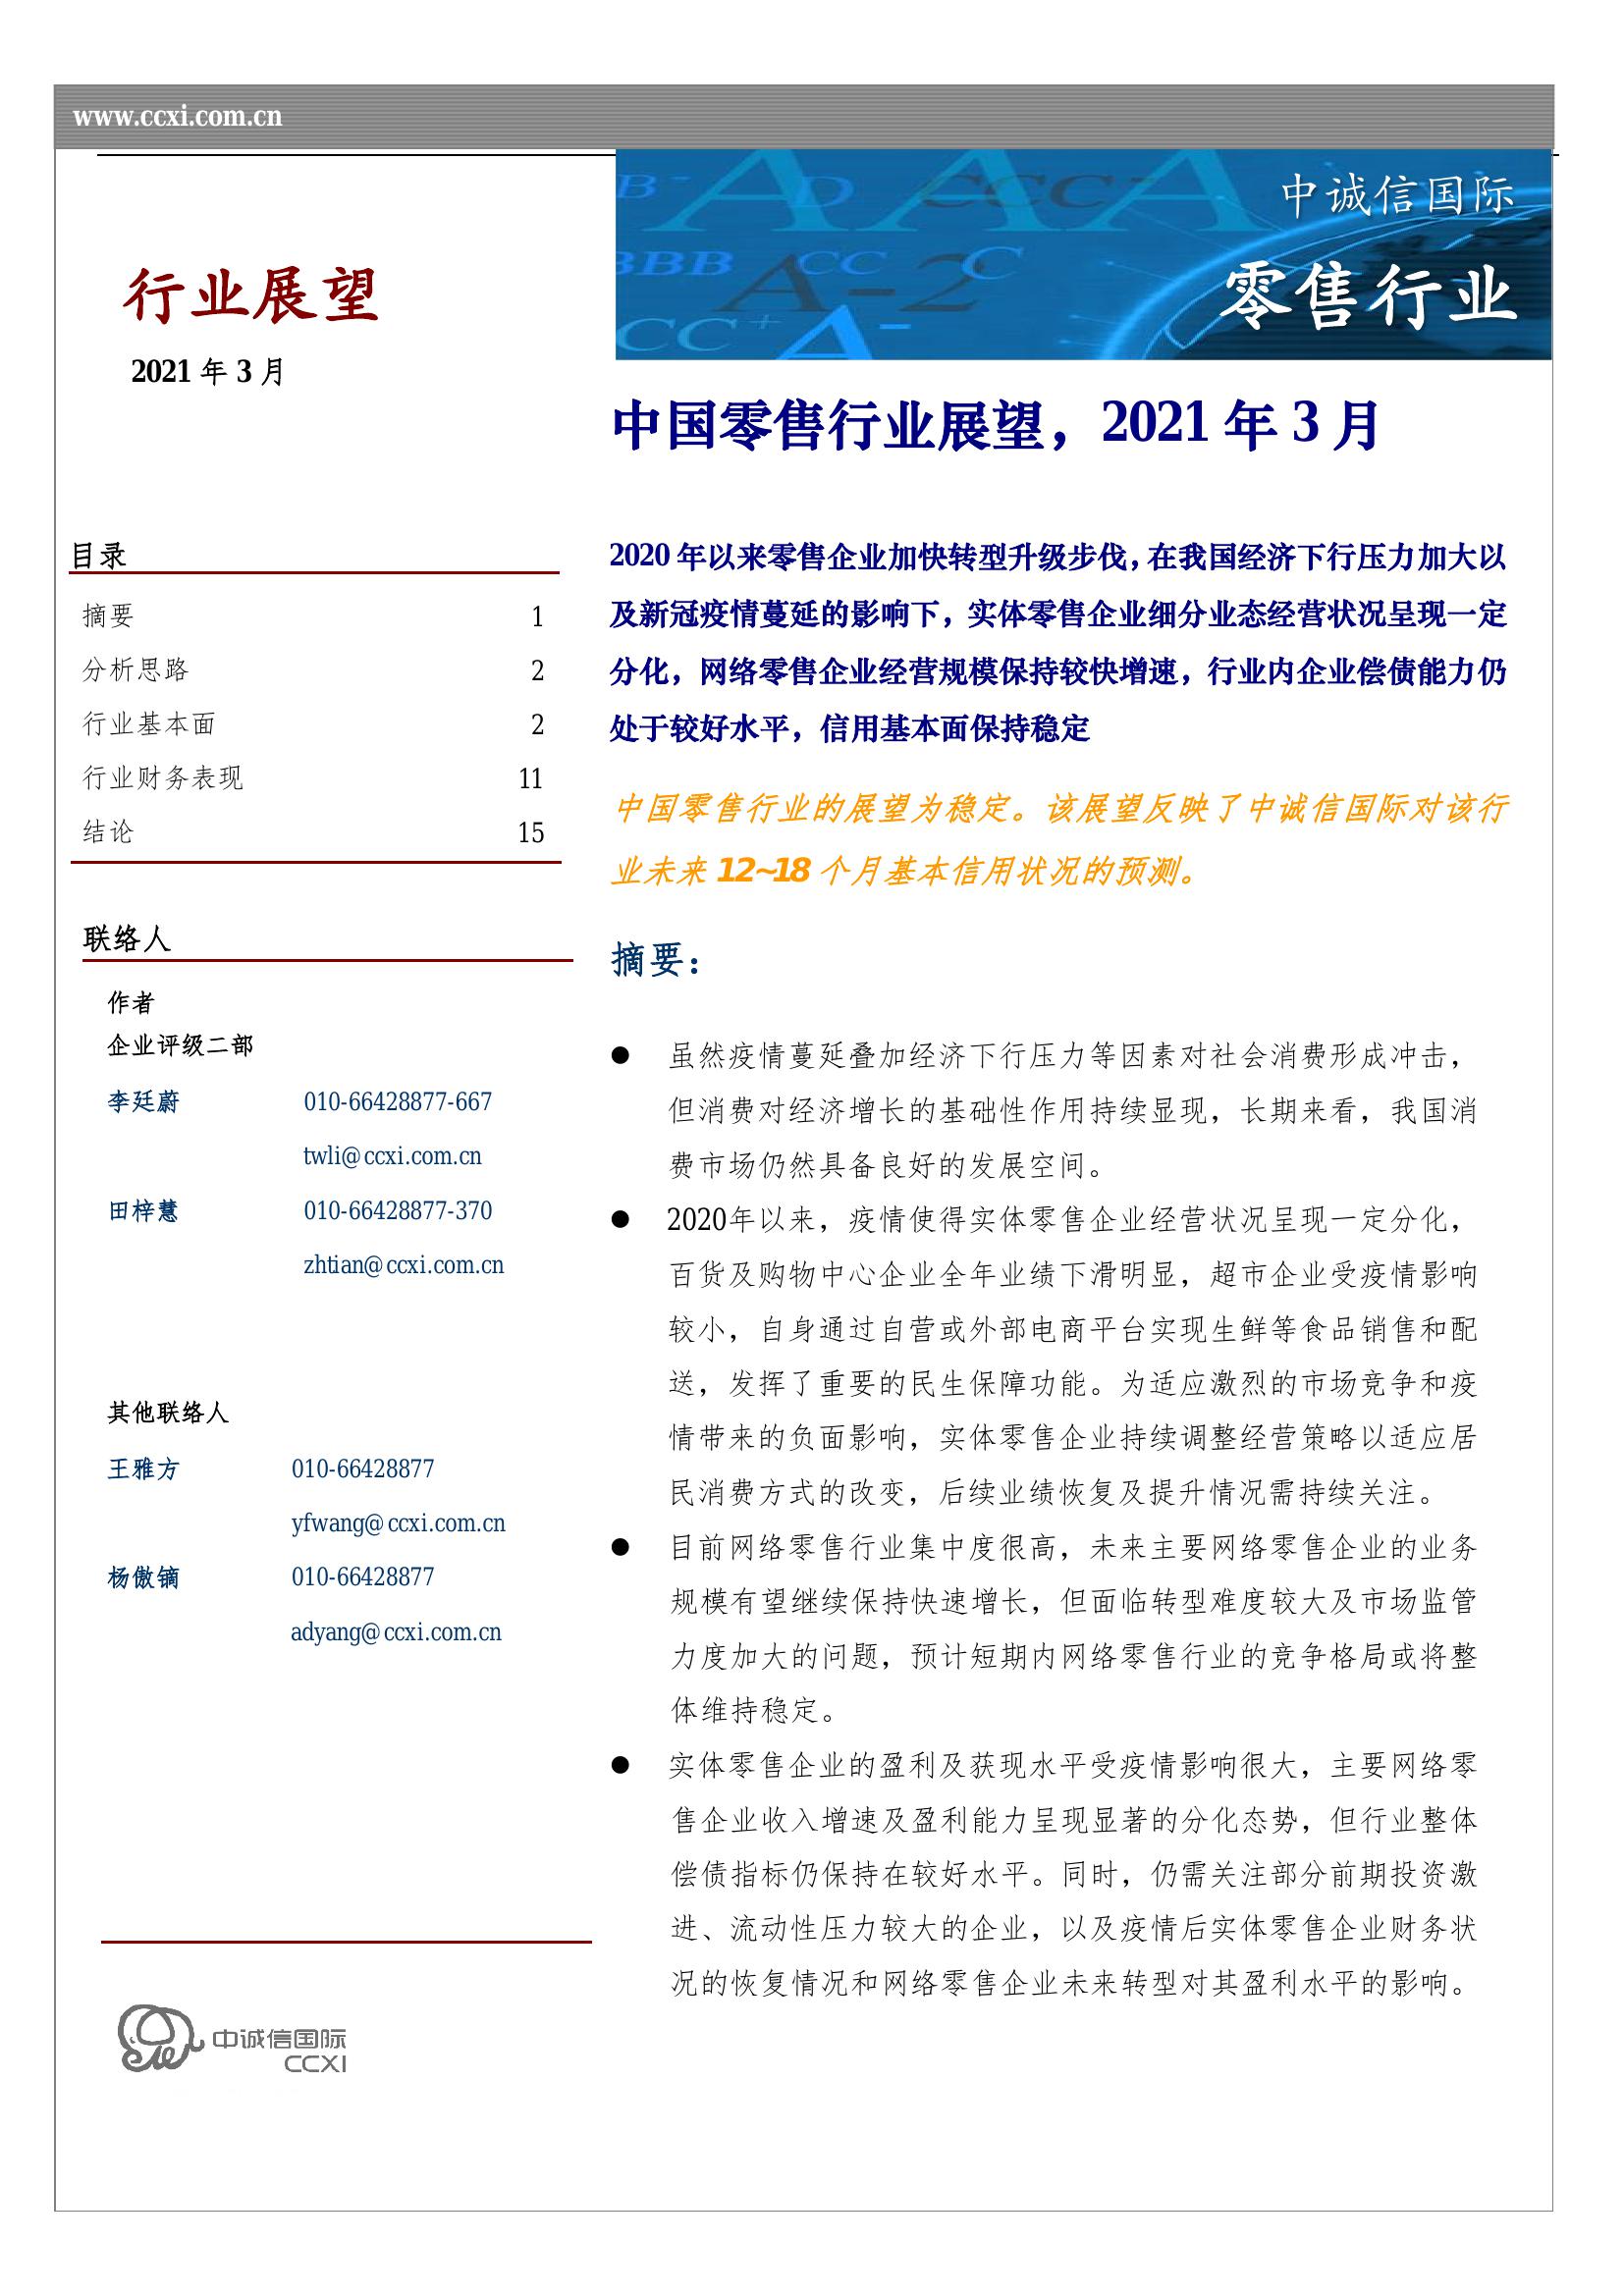 www.ccxi.com.cn
中诚信国际
零售行业
行业展望
2021 年 3 月
中国零售行业展望，2021 年 3 月
目录
摘要 1
分析思路 2
行业基本面 2
行业财务表现 11
结论 15
联络人
作者
企业评级二部
李廷蔚 010-66428877-667
twli@ccxi.com.cn
田梓慧 010-66428877-370
zhtian@ccxi.com.cn
其他联络人
王雅方 010-66428877
yfwang@ccxi.com.cn
杨傲镝 010-66428877
adyang@ccxi.com.cn
中诚信国际
CCXI
2020 年以来零售企业加快转型升级步伐，在我国经济下行压力加大以
及新冠疫情蔓延的影响下，实体零售企业细分业态经营状况呈现一定
分化，网络零售企业经营规模保持较快增速，行业内企业偿债能力仍
处于较好水平，信用基本面保持稳定
中国零售行业的展望为稳定。该展望反映了中诚信国际对该行
业未来 12~18 个月基本信用状况的预测。
摘要：
● 虽然疫情蔓延叠加经济下行压力等因素对社会消费形成冲击，
但消费对经济增长的基础性作用持续显现，长期来看，我国消
费市场仍然具备良好的发展空间。
● 2020年以来，疫情使得实体零售企业经营状况呈现一定分化，
百货及购物中心企业全年业绩下滑明显，超市企业受疫情影响
较小，自身通过自营或外部电商平台实现生鲜等食品销售和配
送，发挥了重要的民生保障功能。为适应激烈的市场竞争和疫
情带来的负面影响，实体零售企业持续调整经营策略以适应居
民消费方式的改变，后续业绩恢复及提升情况需持续关注。
● 目前网络零售行业集中度很高，未来主要网络零售企业的业务
规模有望继续保持快速增长，但面临转型难度较大及市场监管
力度加大的问题，预计短期内网络零售行业的竞争格局或将整
体维持稳定。
● 实体零售企业的盈利及获现水平受疫情影响很大，主要网络零
售企业收入增速及盈利能力呈现显著的分化态势，但行业整体
偿债指标仍保持在较好水平。同时，仍需关注部分前期投资激
进、流动性压力较大的企业，以及疫情后实体零售企业财务状
况的恢复情况和网络零售企业未来转型对其盈利水平的影响。